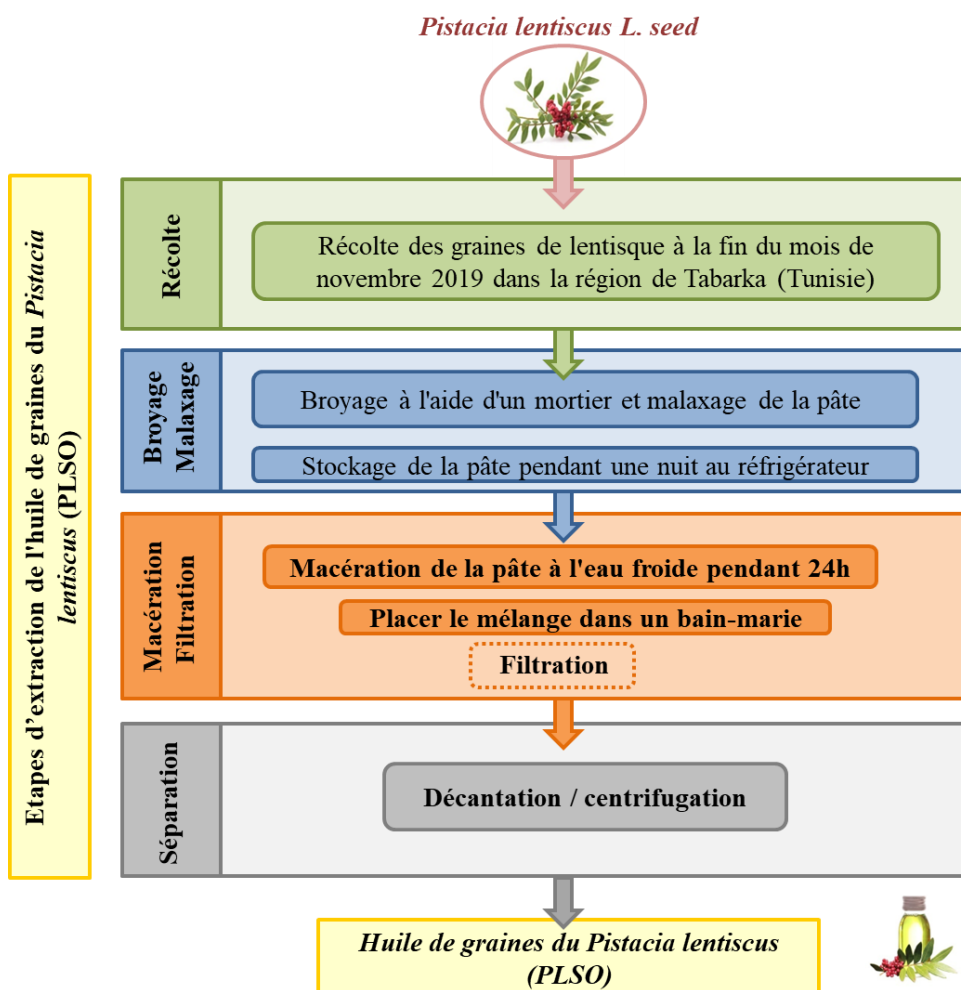 Pistacia lentiscus L. seed
Etapes d'extraction de l'huile de graines du Pistacia
lentiscus (PLSO)
Récolte
Récolte des graines de lentisque à la fin du mois de
novembre 2019 dans la région de Tabarka (Tunisie)
Broyage
Malaxage
Broyage à l'aide d'un mortier et malaxage de la pâte
Stockage de la pâte pendant une nuit au réfrigérateur
Macération
Filtration
Macération de la pâte à l'eau froide pendant 24h
Placer le mélange dans un bain-marie
Filtration
Séparation
Décantation / centrifugation
Huile de graines du Pistacia lentiscus
(PLSO)